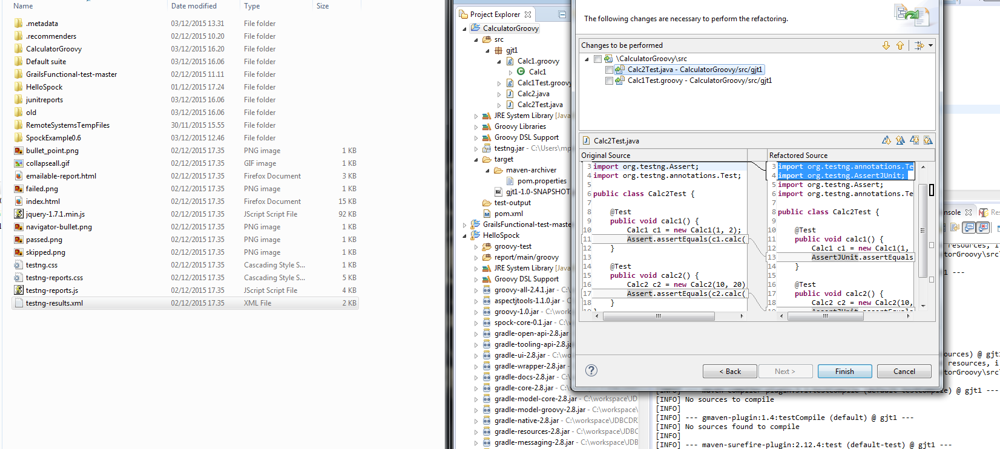 Name Date modified Type Size
.metadata 03/12/2015 13.31 File folder
.recommenders 02/12/2015 10.20 File folder
CalculatorGroovy 03/12/2015 16.20 File folder
Default suite 02/12/2015 16.06 File folder
GrailsFunctional-test-master 02/12/2015 11.11 File folder
HelloSpock 01/12/2015 17.24 File folder
junitreports 02/12/2015 16.06 File folder
old 03/12/2015 16.06 File folder
RemoteSystemsTempFiles 30/11/2015 15.55 File folder
SpockExample0.6 03/12/2015 12.46 File folder
bullet_point.png 02/12/2015 17.35 PNG image 1 KB
collapseall.gif 02/12/2015 17.35 GIF image 1 KB
emailable-report.html 02/12/2015 17.35 Firefox Document 3 KB
failed.png 02/12/2015 17.35 PNG image 1 KB
index.html 02/12/2015 17.35 Firefox Document 15 KB
jquery-1.7.1.min.js 02/12/2015 17.35 JScript Script File 92 KB
navigator-bullet.png 02/12/2015 17.35 PNG image 1 KB
passed.png 02/12/2015 17.35 PNG image 1 KB
skipped.png 02/12/2015 17.35 PNG image 1 KB
testng.css 02/12/2015 17.35 Cascading Style S... 1 KB
testng-reports.css 02/12/2015 17.35 Cascading Style S... 5 KB
testng-reports.js 02/12/2015 17.35 JScript Script File 4 KB
testng-results.xml 02/12/2015 17.35 XML File 2 KB
Project Explorer
CalculatorGroovy
src
gjt1
Calc1.groovy
Calc1
Calc1Test.groovy
Calc2.java
Calc2Test.java
JRE System Library [Java
Groovy Libraries
Groovy DSL Support
testng.jar - C:\Users\mp
target
maven-archiver
pom.properties
gjt1-1.0-SNAPSHOT
test-output
pom.xml
GrailsFunctional-test-maste
HelloSpock
groovy-test
report/main/groovy
JRE System Library [Java
Groovy DSL Support
groovy-all-2.4.1.jar - C:\w
aspectjtools-1.1.0.jar - C:
groovy-1.0.jar - C:\works
spock-core-0.1.jar - C:\w
gradle-open-api-2.8.jar
gradle-tooling-api-2.8.j
gradle-ui-2.8.jar - C:\wo
gradle-wrapper-2.8.jar
gradle-docs-2.8.jar - C:\
gradle-core-2.8.jar - C:\
gradle-model-core-2.8.jar - C:\workspace\JD
gradle-model-groovy-2.8.jar - C:\workspace\
gradle-native-2.8.jar - C:\workspace\JDBCDR
gradle-resources-2.8.jar - C:\workspace\JDBC
gradle-messaging-2.8.jar - C:\workspace\JDB
The following changes are necessary to perform the refactoring.
Changes to be performed
\CalculatorGroovy\src
Calc2Test.java - CalculatorGroovy/src/gjt1
Calc1Test.groovy - CalculatorGroovy/src/gjt1
Calc2Test.java
Original Source
3 import org.testng.Assert;
4 import org.testng.annotations.Test;
5
6 public class Calc2Test {
7
8 @Test
9 public void calc1() {
10 Calc1 c1 = new Calc1(1, 2);
11 Assert.assertEquals(c1.calc(
12 }
13
14 @Test
15 public void calc2() {
16 Calc2 c2 = new Calc2(10, 20)
17 Assert.assertEquals(c2.calc(
18 }
Refactored Source
3 import org.testng.annotations.Te
4 import org.testng.AssertJUnit;
5 import org.testng.Assert;
6 import org.testng.annotations.Te
7
8 public class Calc2Test {
9
10 @Test
11 public void calc1() {
12 Calc1 c1 = new Calc1(1,
13 AssertJUnit.assertEquals
14 }
15
16 @Test
17 public void calc2() {
18 Calc2 c2 = new Calc2(10,
AssertJUnit.assertEquals
< Back Next > Finish Cancel
nsole
Res
resources, i
torGroovy\src\
---
ources) @ gjt1
resources, i
torGroovy\src\
[INFO] --- maven-compiler-plugin:3.1:testCompile (default-testCompile) @ gjt1 ---
[INFO] No sources to compile
[INFO]
[INFO] --- gmaven-plugin:1.4:testCompile (default) @ gjt1 ---
[INFO] No sources found to compile
[INFO]
[INFO] --- maven-surefire-plugin:2.12.4:test (default-test) @ gjt1 ---